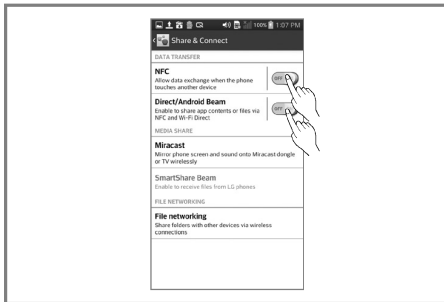 100% 1:07 PM
Share & Connect
DATA TRANSFER
NFC
Allow data exchange when the phone
touches another device
OFF
Direct/Android Beam
Enable to share app contents or files via
NFC and Wi-Fi Direct
OFF
MEDIA SHARE
Miracast
Mirror phone screen and sound onto Miracast dongle
or TV wirelessly
SmartShare Beam
Enable to receive files from LG phones
FILE NETWORKING
File networking
Share folders with other devices via wireless
connections